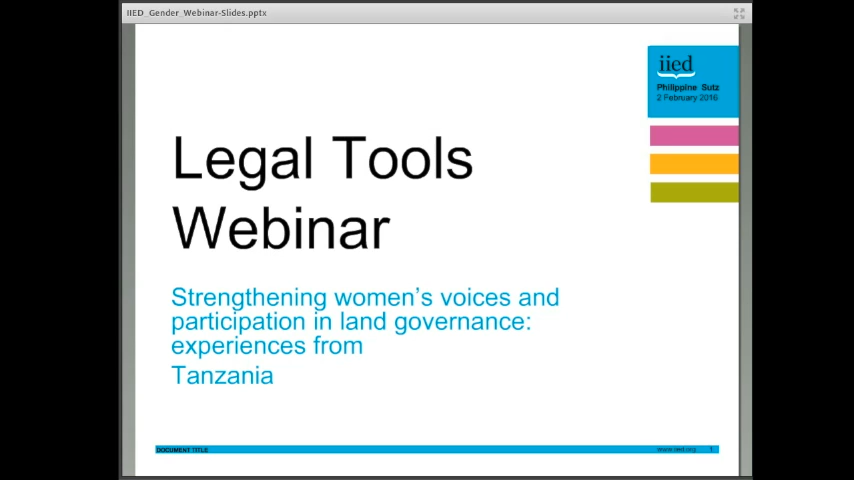 IIED_Gender_Webinar-Slides.pptx
iied
Philippine Sutz
2 February 2016
Legal Tools
Webinar
Strengthening women's voices and
participation in land governance:
experiences from
Tanzania
DOCUMENT TITLE
www.iied.org 1